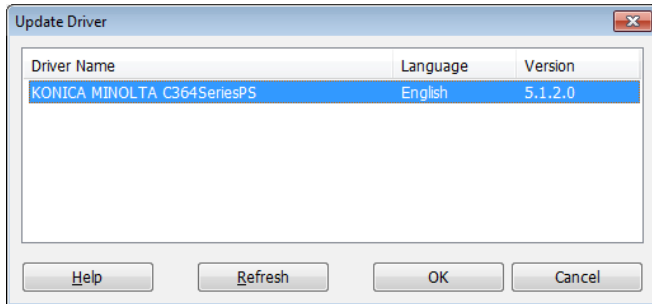 Update Driver
Driver Name Language Version
KONICA MINOLTA C364SeriesPS English 5.1.2.0
Help Refresh OK Cancel